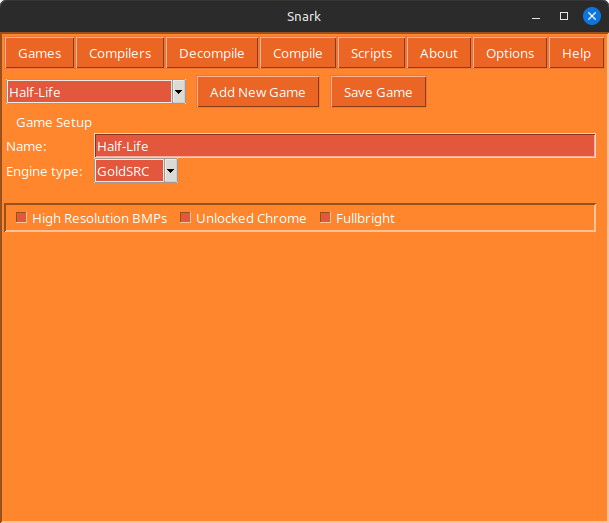 Snark
Games Compilers Decompile Compile Scripts About Options Help
Half-Life Add New Game Save Game
Game Setup
Name: Half-Life
Engine type: GoldSRC
High Resolution BMPs Unlocked Chrome Fullbright